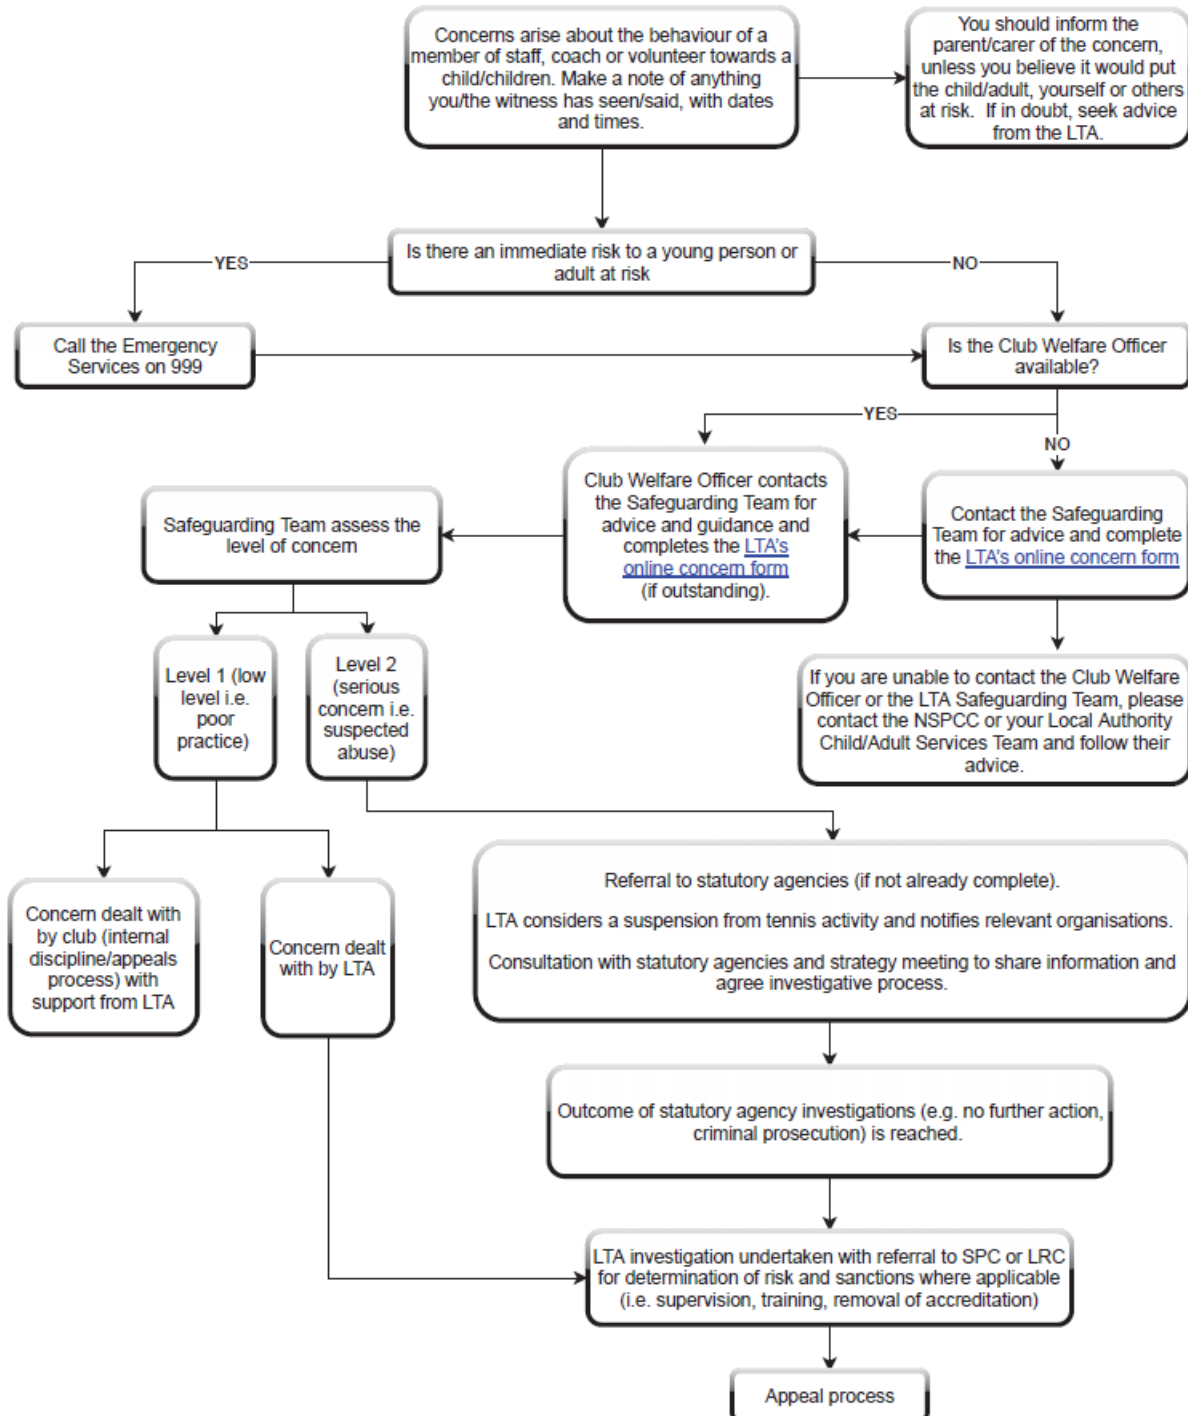 Concerns arise about the behaviour of a
member of staff, coach or volunteer towards a
child/children. Make a note of anything
you/the witness has seen/said, with dates
and times.
You should inform the
parent/carer of the concern,
unless you believe it would put
the child/adult, yourself or others
at risk.  If in doubt, seek advice
from the LTA.
Is there an immediate risk to a young person or
adult at risk
YES
NO
Call the Emergency
Services on 999
Is the Club Welfare Officer
available?
YES
NO
Club Welfare Officer contacts
the Safeguarding Team for
advice and guidance and
completes the LTA's
online concern form
(if outstanding).
Contact the Safeguarding
Team for advice and complete
the LTA's online concern form
Safeguarding Team assess the
level of concern
Level 1 (low
level i.e.
poor
practice)
Level 2
(serious
concern i.e.
suspected
abuse)
If you are unable to contact the Club Welfare
Officer or the LTA Safeguarding Team, please
contact the NSPCC or your Local Authority
Child/Adult Services Team and follow their
advice.
Concern dealt with
by club (internal
discipline/appeals
process) with
support from LTA
Concern dealt
with by LTA
Referral to statutory agencies (if not already complete).
LTA considers a suspension from tennis activity and notifies relevant organisations.
Consultation with statutory agencies and strategy meeting to share information and
agree investigative process.
Outcome of statutory agency investigations (e.g. no further action,
criminal prosecution) is reached.
LTA investigation undertaken with referral to SPC or LRC
for determination of risk and sanctions where applicable
(i.e. supervision, training, removal of accreditation)
Appeal process